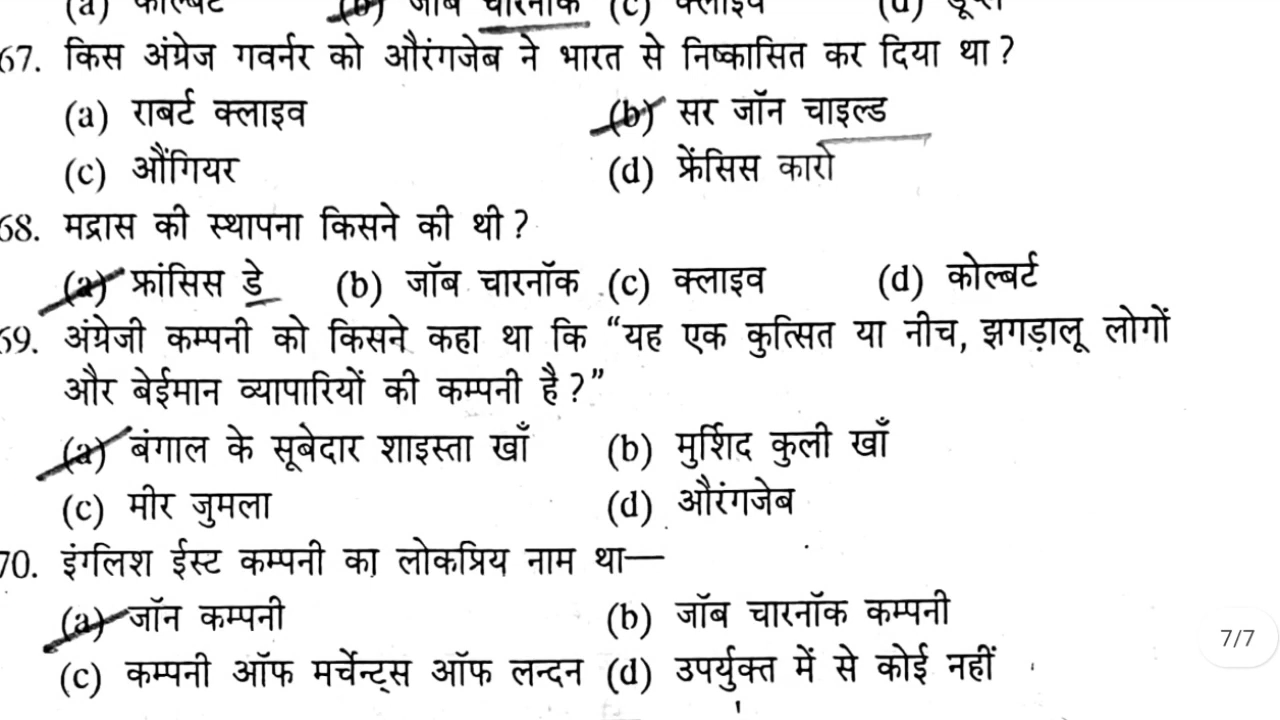 (a) कोल्बर्ट (b) जॉब चारनॉक (c) क्लाइव (d) डूप्ले
67. किस अंग्रेज गवर्नर को औरंगजेब ने भारत से निष्कासित कर दिया था?
(a) राबर्ट क्लाइव (b) सर जॉन चाइल्ड
(c) औंगियर (d) फ्रेंसिस कारो
68. मद्रास की स्थापना किसने की थी?
(a) फ्रांसिस डे (b) जॉब चारनॉक (c) क्लाइव (d) कोल्बर्ट
69. अंग्रेजी कम्पनी को किसने कहा था कि “यह एक कुत्सित या नीच, झगड़ालू लोगों
और बेईमान व्यापारियों की कम्पनी है?”
(a) बंगाल के सूबेदार शाइस्ता खाँ (b) मुर्शिद कुली खाँ
(c) मीर जुमला (d) औरंगजेब
70. इंगलिश ईस्ट कम्पनी का लोकप्रिय नाम था—
(a) जॉन कम्पनी (b) जॉब चारनॉक कम्पनी
7/7
(c) कम्पनी ऑफ मर्चेन्ट्स ऑफ लन्दन (d) उपर्युक्त में से कोई नहीं